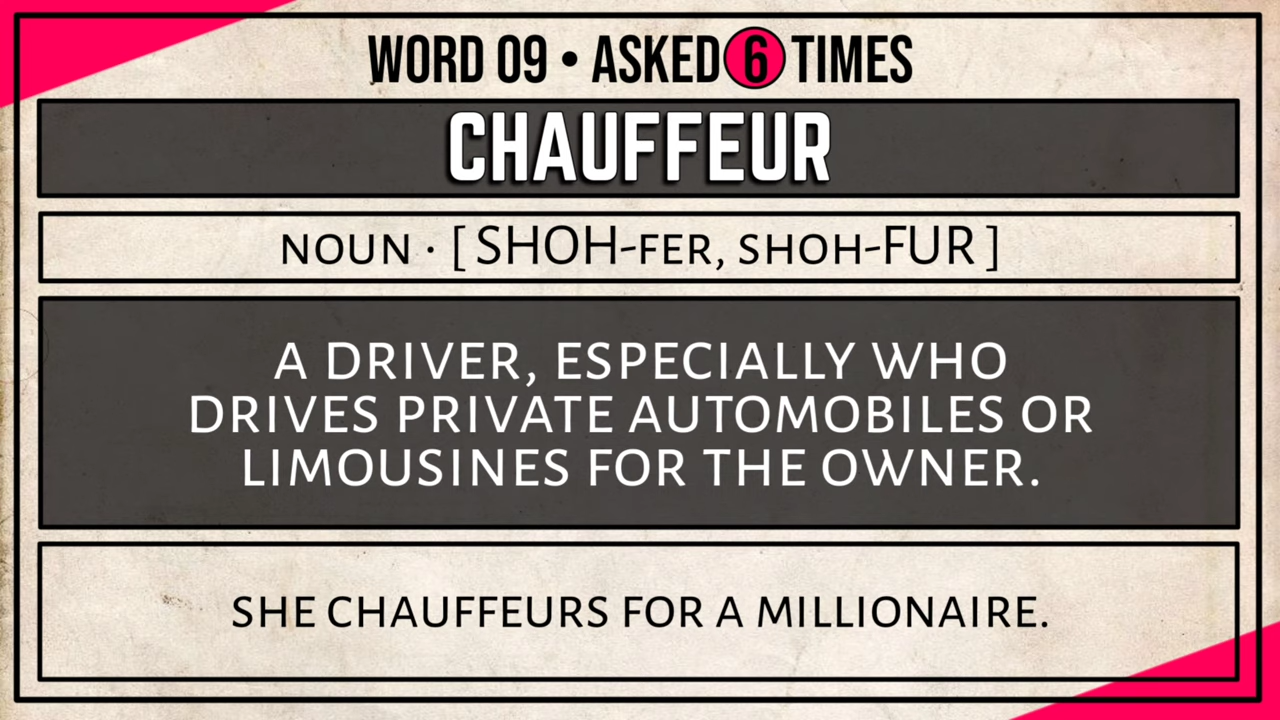 WORD 09 • ASKED 6 TIMES
CHAUFFEUR
NOUN · [ SHOH-FER, SHOH-FUR ]
A DRIVER, ESPECIALLY WHO
DRIVES PRIVATE AUTOMOBILES OR
LIMOUSINES FOR THE OWNER.
SHE CHAUFFEURS FOR A MILLIONAIRE.